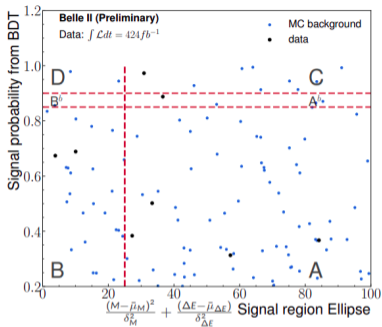 Belle II (Preliminary)
Data: ∫ ℒdt = 424fb⁻¹
MC background
data
Signal probability from BDT
1.2
1.0
0.8
0.6
0.4
0.2
D
C
Bᵇ
Aᵇ
B
A
0 20 40 60 80 100
(M−μ̄_M)²/δ²_M + (ΔE−μ̄_ΔE)²/δ²_ΔE Signal region Ellipse